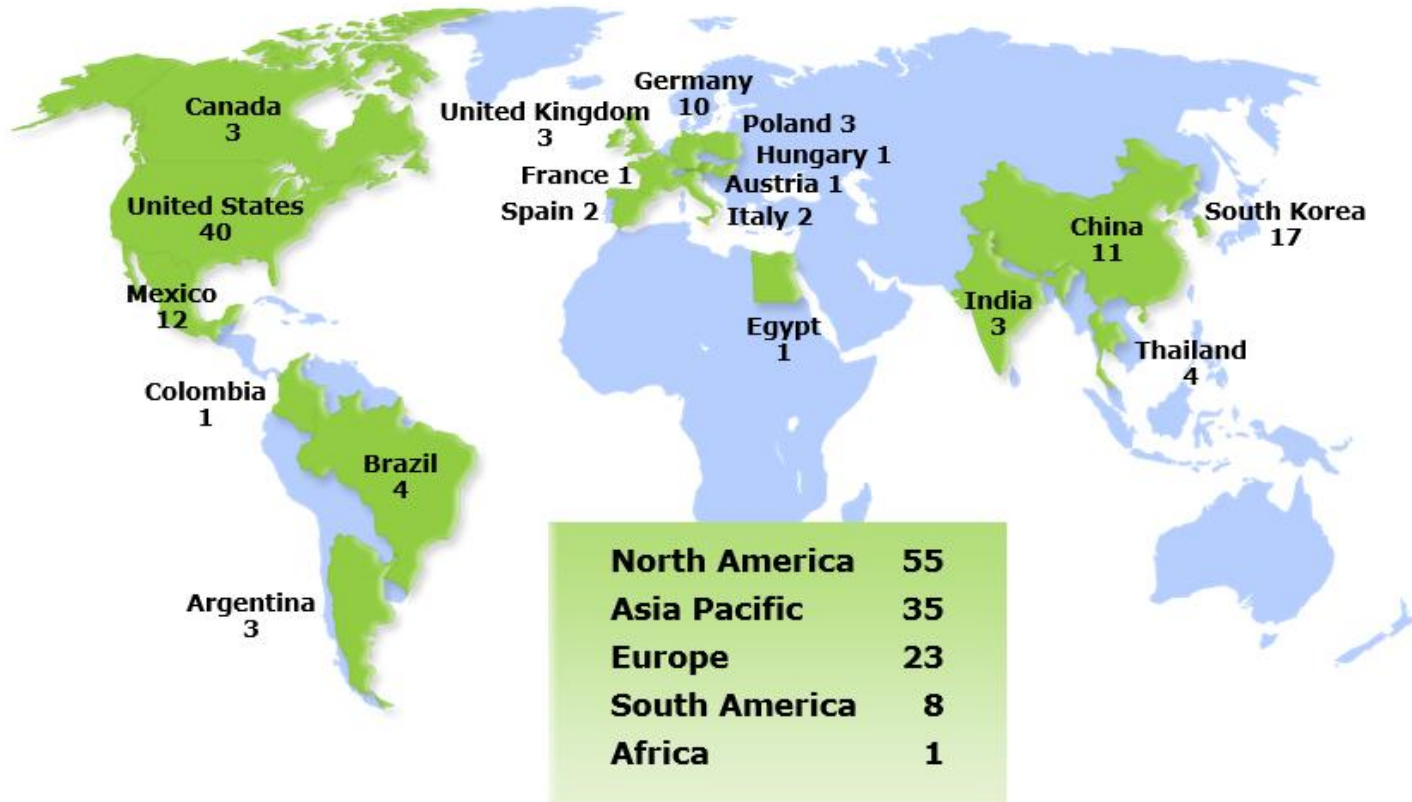 Canada
3
United States
40
Mexico
12
Colombia
1
Brazil
4
Argentina
3
Germany
10
United Kingdom
3
Poland 3
Hungary 1
France 1
Austria 1
Spain 2
Italy 2
Egypt
1
China
11
South Korea
17
India
3
Thailand
4
North America 55
Asia Pacific 35
Europe 23
South America 8
Africa 1